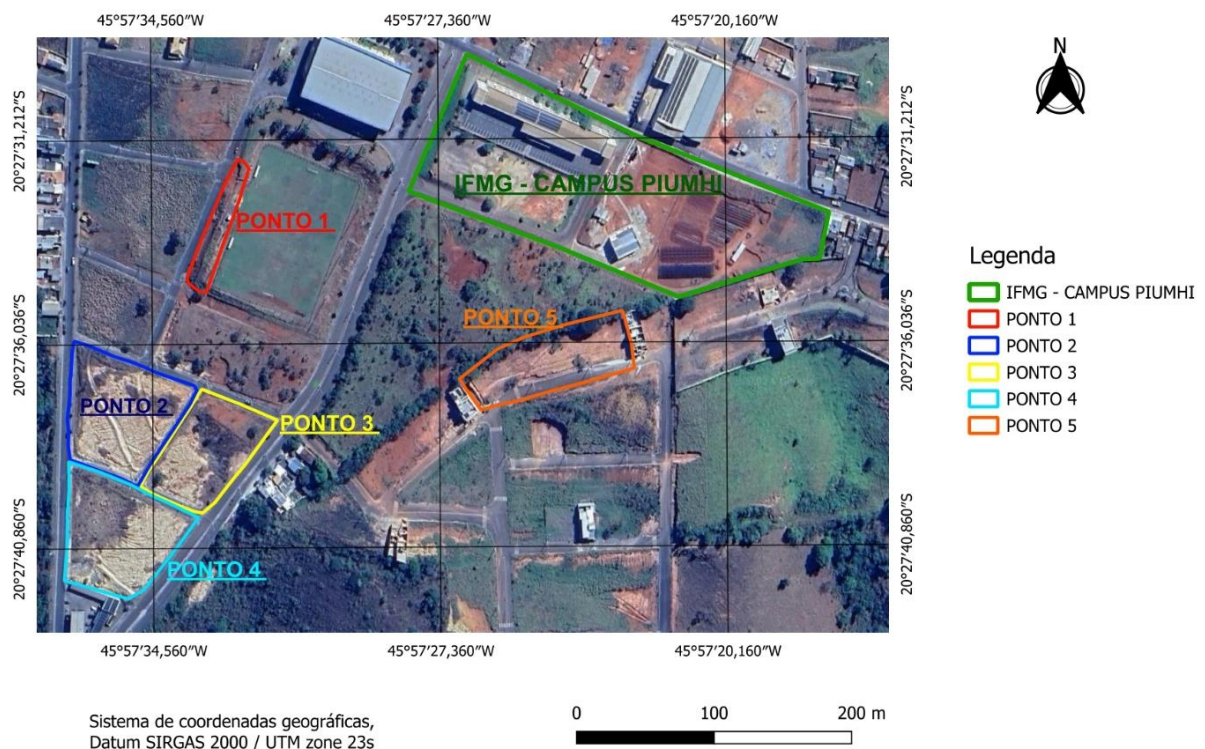 45°57'34,560"W 45°57'27,360"W 45°57'20,160"W
N
20°27'31,212"S
20°27'31,212"S
IFMG - CAMPUS PIUMHI
PONTO 1
Legenda
IFMG - CAMPUS PIUMHI
PONTO 1
PONTO 2
PONTO 3
PONTO 4
PONTO 5
20°27'36,036"S
20°27'36,036"S
PONTO 5
PONTO 2
PONTO 3
20°27'40,860"S
20°27'40,860"S
PONTO 4
45°57'34,560"W 45°57'27,360"W 45°57'20,160"W
Sistema de coordenadas geográficas,
Datum SIRGAS 2000 / UTM zone 23s
0 100 200 m